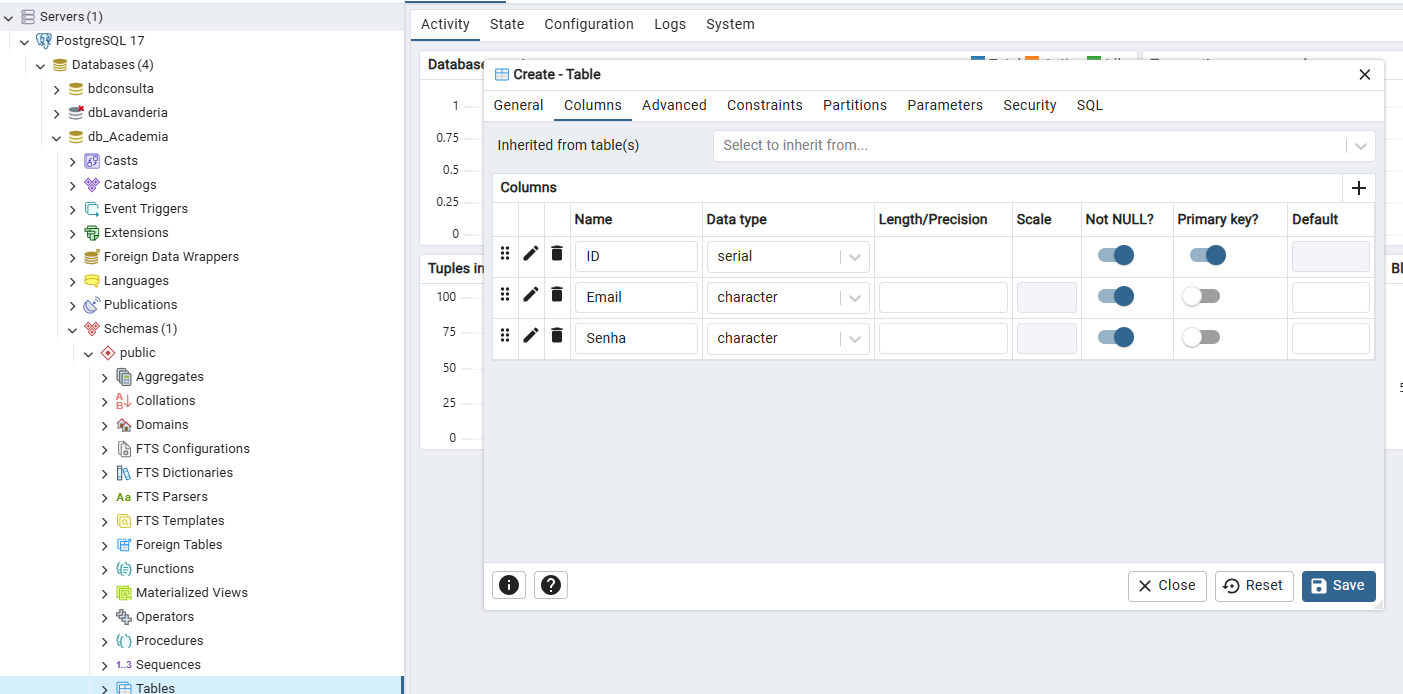 Servers (1)
PostgreSQL 17
Databases (4)
bdconsulta
dbLavanderia
db_Academia
Casts
Catalogs
Event Triggers
Extensions
Foreign Data Wrappers
Languages
Publications
Schemas (1)
public
Aggregates
Collations
Domains
FTS Configurations
FTS Dictionaries
Aa FTS Parsers
FTS Templates
Foreign Tables
Functions
Materialized Views
Operators
Procedures
1..3 Sequences
Tables
Activity State Configuration Logs System
Database
1
0.75
0.5
0.25
0
Tuples in
100
75
50
25
0
Bl
Create - Table
General Columns Advanced Constraints Partitions Parameters Security SQL
Inherited from table(s) Select to inherit from...
Columns
Name Data type Length/Precision Scale Not NULL? Primary key? Default
ID serial
Email character
Senha character
Close Reset Save